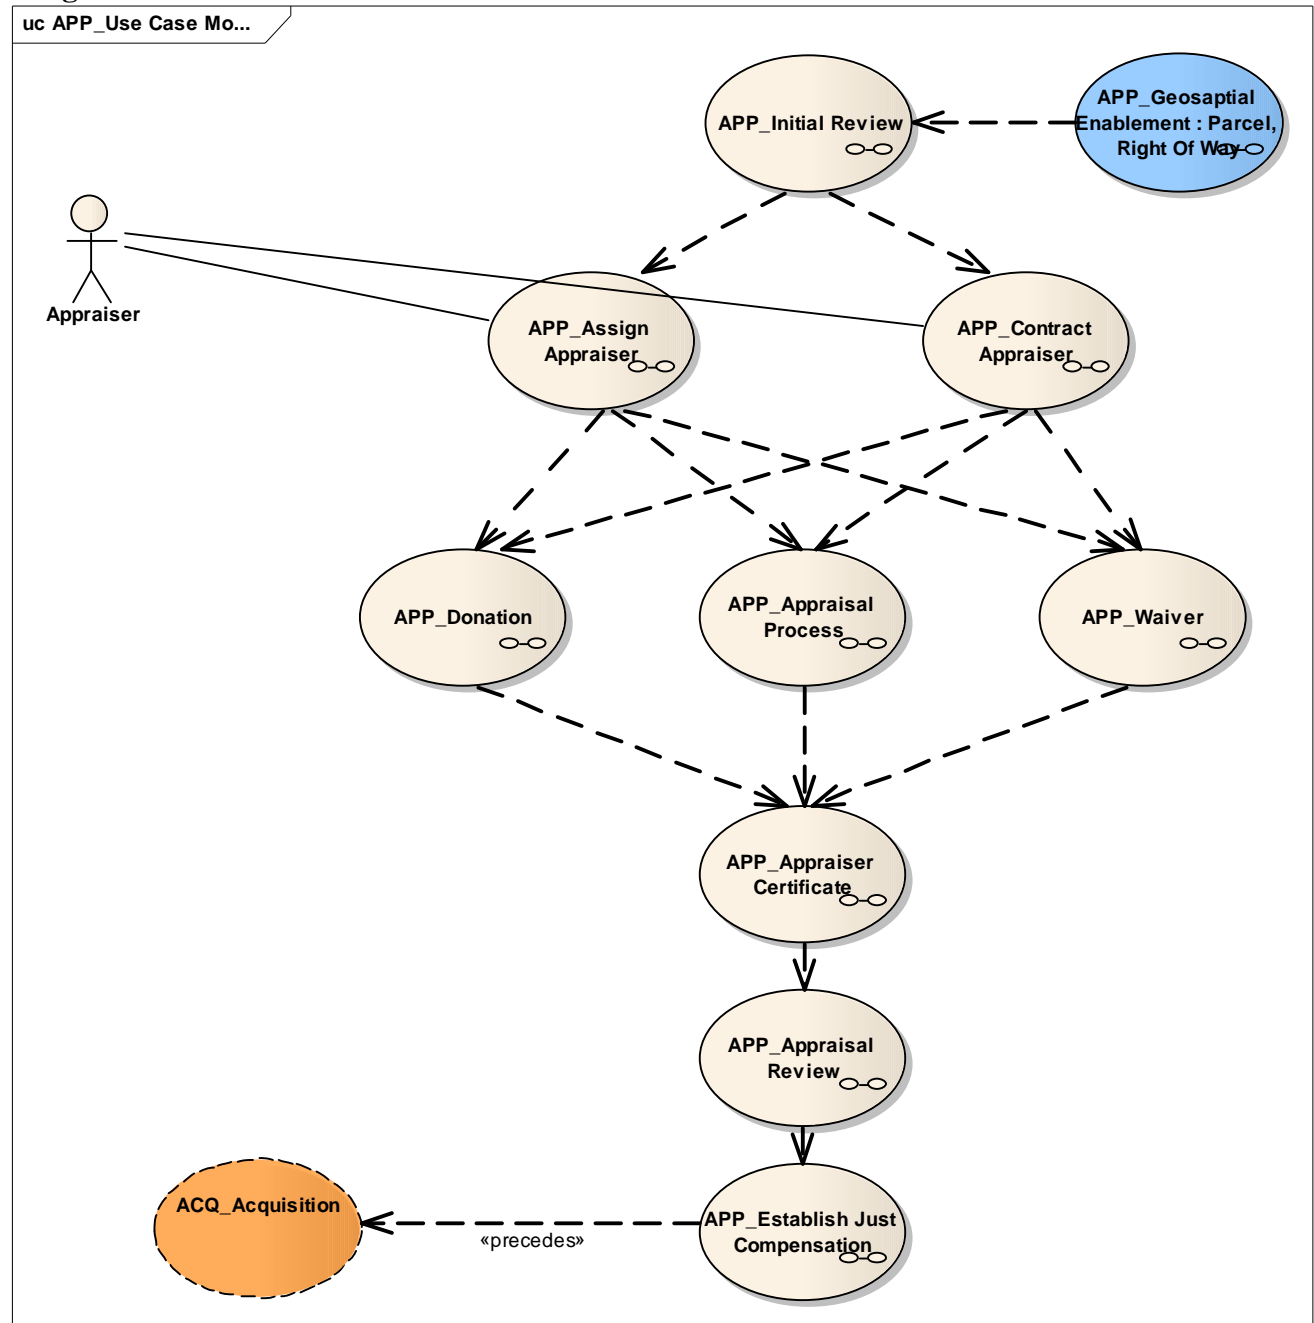 uc APP_Use Case Mo...
APP_Initial Review
APP_Geosaptial
Enablement : Parcel,
Right Of Way
Appraiser
APP_Assign
Appraiser
APP_Contract
Appraiser
APP_Donation
APP_Appraisal
Process
APP_Waiver
APP_Appraiser
Certificate
APP_Appraisal
Review
ACQ_Acquisition
APP_Establish Just
Compensation
«precedes»